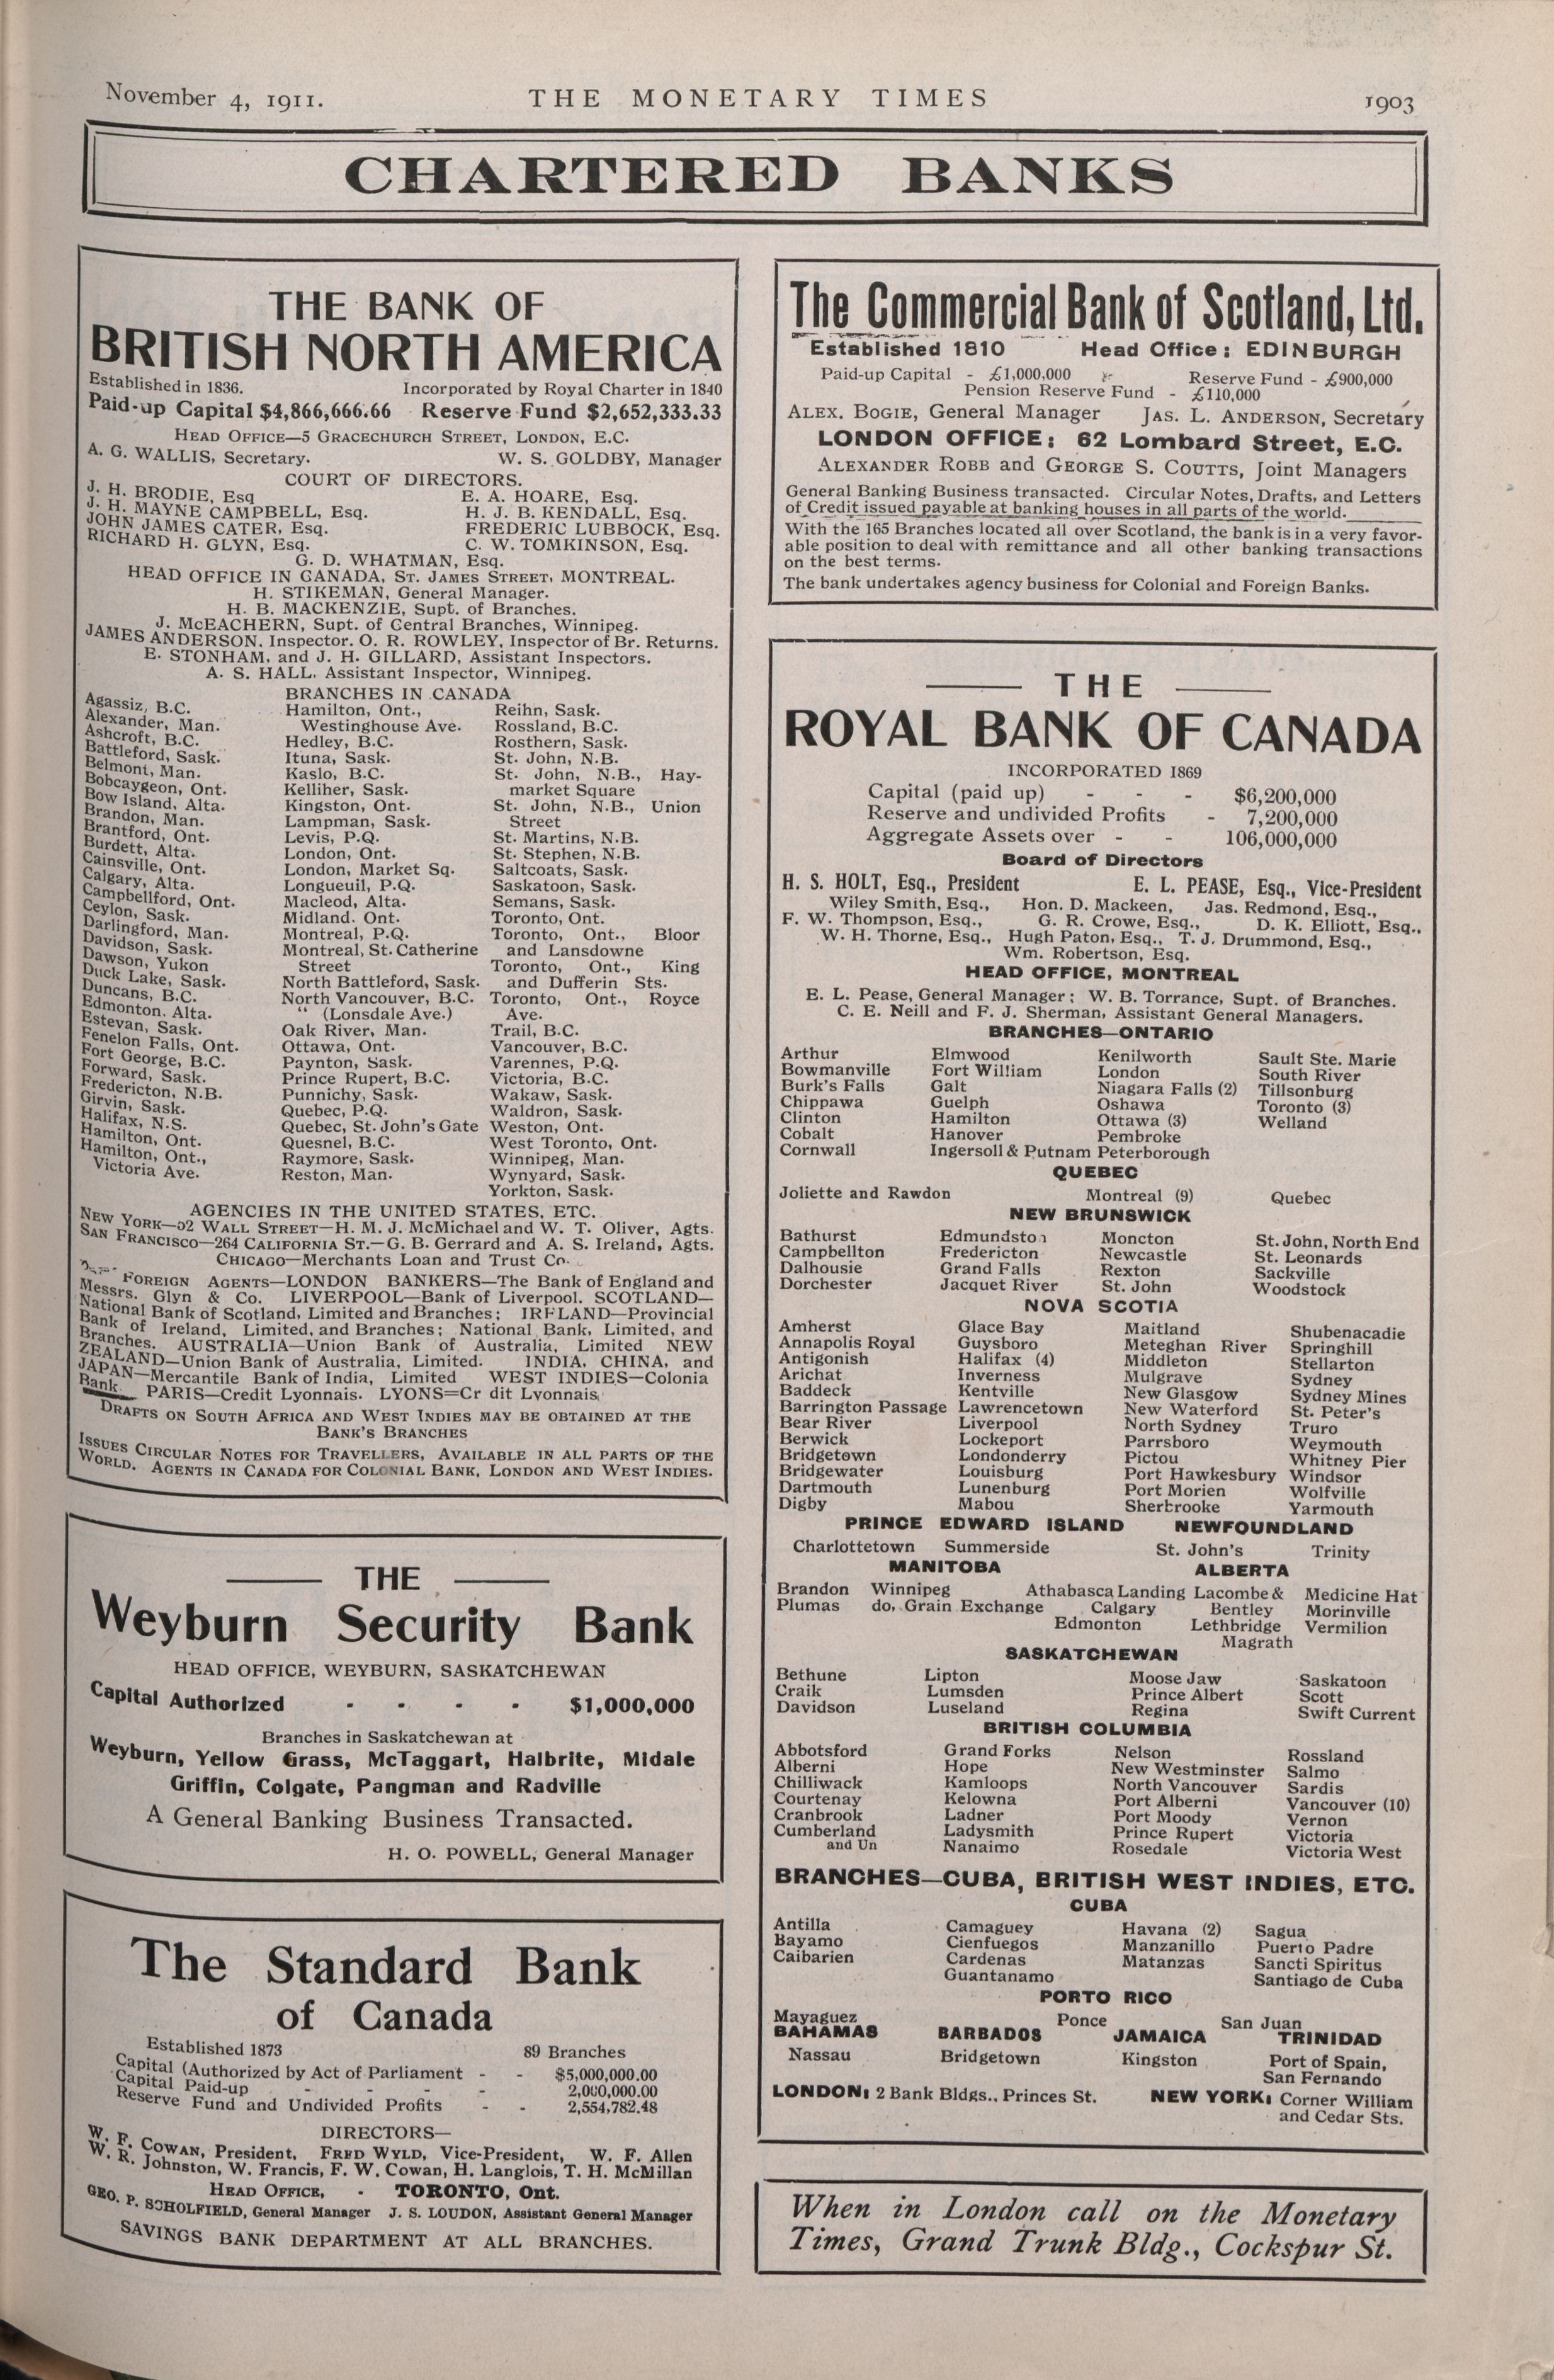 November 4, 1911.
THE MONETARY TIMES
1903
CHARTERED BANKS
THE BANK OF
BRITISH NORTH AMERICA
Established in 1836. Incorporated by Royal Charter in 1840
Paid-up Capital $4,866,666.66 Reserve Fund $2,652,333.33
HEAD OFFICE—5 GRACECHURCH STREET, LONDON, E.C.
A. G. WALLIS, Secretary. W. S. GOLDBY, Manager
COURT OF DIRECTORS.
J. H. BRODIE, Esq E. A. HOARE, Esq.
J. H. MAYNE CAMPBELL, Esq. H. J. B. KENDALL, Esq.
JOHN JAMES CATER, Esq. FREDERIC LUBBOCK, Esq.
RICHARD H. GLYN, Esq. C. W. TOMKINSON, Esq.
G. D. WHATMAN, Esq.
HEAD OFFICE IN CANADA, ST. JAMES STREET, MONTREAL.
H. STIKEMAN, General Manager.
H. B. MACKENZIE, Supt. of Branches.
J. McEACHERN, Supt. of Central Branches, Winnipeg.
JAMES ANDERSON, Inspector. O. R. ROWLEY, Inspector of Br. Returns.
E. STONHAM, and J. H. GILLARD, Assistant Inspectors.
A. S. HALL, Assistant Inspector, Winnipeg.
BRANCHES IN CANADA
Agassiz, B.C.
Alexander, Man.
Ashcroft, B.C.
Battleford, Sask.
Belmont, Man.
Bobcaygeon, Ont.
Bow Island, Alta.
Brandon, Man.
Brantford, Ont.
Burdett, Alta.
Cainsville, Ont.
Calgary, Alta.
Campbellford, Ont.
Ceylon, Sask.
Darlingford, Man.
Davidson, Sask.
Dawson, Yukon
Duck Lake, Sask.
Duncans, B.C.
Edmonton, Alta.
Estevan, Sask.
Fenelon Falls, Ont.
Fort George, B.C.
Forward, Sask.
Fredericton, N.B.
Girvin, Sask.
Halifax, N.S.
Hamilton, Ont.
Hamilton, Ont.,
Victoria Ave.
Hamilton, Ont.,
Westinghouse Ave.
Hedley, B.C.
Ituna, Sask.
Kaslo, B.C.
Kelliher, Sask.
Kingston, Ont.
Lampman, Sask.
Levis, P.Q.
London, Ont.
London, Market Sq.
Longueuil, P.Q.
Macleod, Alta.
Midland. Ont.
Montreal, P.Q.
Montreal, St. Catherine
Street
North Battleford, Sask.
North Vancouver, B.C.
" (Lonsdale Ave.)
Oak River, Man.
Ottawa, Ont.
Paynton, Sask.
Prince Rupert, B.C.
Punnichy, Sask.
Quebec, P.Q.
Quebec, St. John's Gate
Quesnel, B.C.
Raymore, Sask.
Reston, Man.
Reihn, Sask.
Rossland, B.C.
Rosthern, Sask.
St. John, N.B.
St. John, N.B., Hay-
market Square
St. John, N.B., Union
Street
St. Martins, N.B.
St. Stephen, N.B.
Saltcoats, Sask.
Saskatoon, Sask.
Semans, Sask.
Toronto, Ont.
Toronto, Ont., Bloor
and Lansdowne
Toronto, Ont., King
and Dufferin Sts.
Toronto, Ont., Royce
Ave.
Trail, B.C.
Vancouver, B.C.
Varennes, P.Q.
Victoria, B.C.
Wakaw, Sask.
Waldron, Sask.
Weston, Ont.
West Toronto, Ont.
Winnipeg, Man.
Wynyard, Sask.
Yorkton, Sask.
AGENCIES IN THE UNITED STATES, ETC.
NEW YORK—52 WALL STREET—H. M. J. McMichael and W. T. Oliver, Agts.
SAN FRANCISCO—264 CALIFORNIA ST.—G. B. Gerrard and A. S. Ireland, Agts.
CHICAGO—Merchants Loan and Trust Co.
FOREIGN AGENTS—LONDON BANKERS—The Bank of England and
Messrs. Glyn & Co. LIVERPOOL—Bank of Liverpool. SCOTLAND—
National Bank of Scotland, Limited and Branches; IRELAND—Provincial
Bank of Ireland, Limited, and Branches; National Bank, Limited, and
Branches. AUSTRALIA—Union Bank of Australia, Limited NEW
ZEALAND—Union Bank of Australia, Limited. INDIA, CHINA, and
JAPAN—Mercantile Bank of India, Limited WEST INDIES—Colonia
Bank. PARIS—Credit Lyonnais. LYONS=Cr dit Lyonnais
DRAFTS ON SOUTH AFRICA AND WEST INDIES MAY BE OBTAINED AT THE
BANK'S BRANCHES
ISSUES CIRCULAR NOTES FOR TRAVELLERS, AVAILABLE IN ALL PARTS OF THE
WORLD. AGENTS IN CANADA FOR COLONIAL BANK, LONDON AND WEST INDIES.
THE
Weyburn Security Bank
HEAD OFFICE, WEYBURN, SASKATCHEWAN
Capital Authorized - - - - $1,000,000
Branches in Saskatchewan at
Weyburn, Yellow Grass, McTaggart, Halbrite, Midale
Griffin, Colgate, Pangman and Radville
A General Banking Business Transacted.
H. O. POWELL, General Manager
The Standard Bank
of Canada
Established 1873 89 Branches
Capital (Authorized by Act of Parliament - - $5,000,000.00
Capital Paid-up - - - - 2,000,000.00
Reserve Fund and Undivided Profits - - 2,554,782.48
DIRECTORS—
W. F. COWAN, President, FRED WYLD, Vice-President, W. F. Allen
W. R. Johnston, W. Francis, F. W. Cowan, H. Langlois, T. H. McMillan
HEAD OFFICE, - TORONTO, Ont.
GEO. P. SCHOLFIELD, General Manager J. S. LOUDON, Assistant General Manager
SAVINGS BANK DEPARTMENT AT ALL BRANCHES.
The Commercial Bank of Scotland, Ltd.
Established 1810 Head Office: EDINBURGH
Paid-up Capital - £1,000,000 Reserve Fund - £900,000
Pension Reserve Fund - £110,000
ALEX. BOGIE, General Manager JAS. L. ANDERSON, Secretary
LONDON OFFICE: 62 Lombard Street, E.C.
ALEXANDER ROBB and GEORGE S. COUTTS, Joint Managers
General Banking Business transacted. Circular Notes, Drafts, and Letters
of Credit issued payable at banking houses in all parts of the world.
With the 165 Branches located all over Scotland, the bank is in a very favor-
able position to deal with remittance and all other banking transactions
on the best terms.
The bank undertakes agency business for Colonial and Foreign Banks.
THE
ROYAL BANK OF CANADA
INCORPORATED 1869
Capital (paid up) - - - $6,200,000
Reserve and undivided Profits - 7,200,000
Aggregate Assets over - - 106,000,000
Board of Directors
H. S. HOLT, Esq., President E. L. PEASE, Esq., Vice-President
Wiley Smith, Esq., Hon. D. Mackeen, Jas. Redmond, Esq.,
F. W. Thompson, Esq., G. R. Crowe, Esq., D. K. Elliott, Esq.,
W. H. Thorne, Esq., Hugh Paton, Esq., T. J. Drummond, Esq.,
Wm. Robertson, Esq.
HEAD OFFICE, MONTREAL
E. L. Pease, General Manager; W. B. Torrance, Supt. of Branches.
C. E. Neill and F. J. Sherman, Assistant General Managers.
BRANCHES—ONTARIO
Arthur Elmwood Kenilworth Sault Ste. Marie
Bowmanville Fort William London South River
Burk's Falls Galt Niagara Falls (2) Tillsonburg
Chippawa Guelph Oshawa Toronto (3)
Clinton Hamilton Ottawa (3) Welland
Cobalt Hanover Pembroke
Cornwall Ingersoll & Putnam Peterborough
QUEBEC
Joliette and Rawdon Montreal (9) Quebec
NEW BRUNSWICK
Bathurst Edmundston Moncton St. John, North End
Campbellton Fredericton Newcastle St. Leonards
Dalhousie Grand Falls Rexton Sackville
Dorchester Jacquet River St. John Woodstock
NOVA SCOTIA
Amherst Glace Bay Maitland Shubenacadie
Annapolis Royal Guysboro Meteghan River Springhill
Antigonish Halifax (4) Middleton Stellarton
Arichat Inverness Mulgrave Sydney
Baddeck Kentville New Glasgow Sydney Mines
Barrington Passage Lawrencetown New Waterford St. Peter's
Bear River Liverpool North Sydney Truro
Berwick Lockeport Parrsboro Weymouth
Bridgetown Londonderry Pictou Whitney Pier
Bridgewater Louisburg Port Hawkesbury Windsor
Dartmouth Lunenburg Port Morien Wolfville
Digby Mabou Sherbrooke Yarmouth
PRINCE EDWARD ISLAND NEWFOUNDLAND
Charlottetown Summerside St. John's Trinity
MANITOBA ALBERTA
Brandon Winnipeg Athabasca Landing Lacombe & Medicine Hat
Plumas do, Grain Exchange Calgary Bentley Morinville
Edmonton Lethbridge Vermilion
Magrath
SASKATCHEWAN
Bethune Lipton Moose Jaw Saskatoon
Craik Lumsden Prince Albert Scott
Davidson Luseland Regina Swift Current
BRITISH COLUMBIA
Abbotsford Grand Forks Nelson Rossland
Alberni Hope New Westminster Salmo
Chilliwack Kamloops North Vancouver Sardis
Courtenay Kelowna Port Alberni Vancouver (10)
Cranbrook Ladner Port Moody Vernon
Cumberland Ladysmith Prince Rupert Victoria
and Un Nanaimo Rosedale Victoria West
BRANCHES—CUBA, BRITISH WEST INDIES, ETC.
CUBA
Antilla Camaguey Havana (2) Sagua
Bayamo Cienfuegos Manzanillo Puerto Padre
Caibarien Cardenas Matanzas Sancti Spiritus
Guantanamo Santiago de Cuba
PORTO RICO
Mayaguez Ponce San Juan
BAHAMAS BARBADOS JAMAICA TRINIDAD
Nassau Bridgetown Kingston Port of Spain,
San Fernando
LONDON: 2 Bank Bldgs., Princes St. NEW YORK: Corner William
and Cedar Sts.
When in London call on the Monetary
Times, Grand Trunk Bldg., Cockspur St.